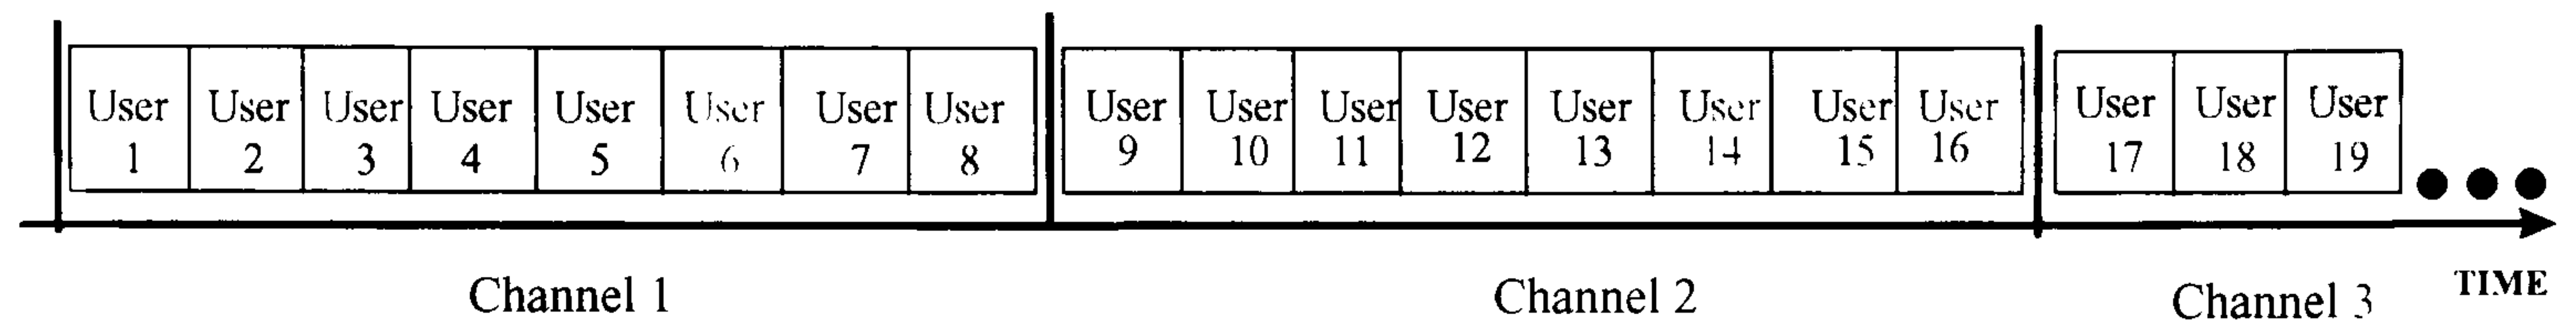 User User User User User User User User User User User User User User User User User User User
1 2 3 4 5 6 7 8 9 10 11 12 13 14 15 16 17 18 19
Channel 1 Channel 2 Channel 3 TIME